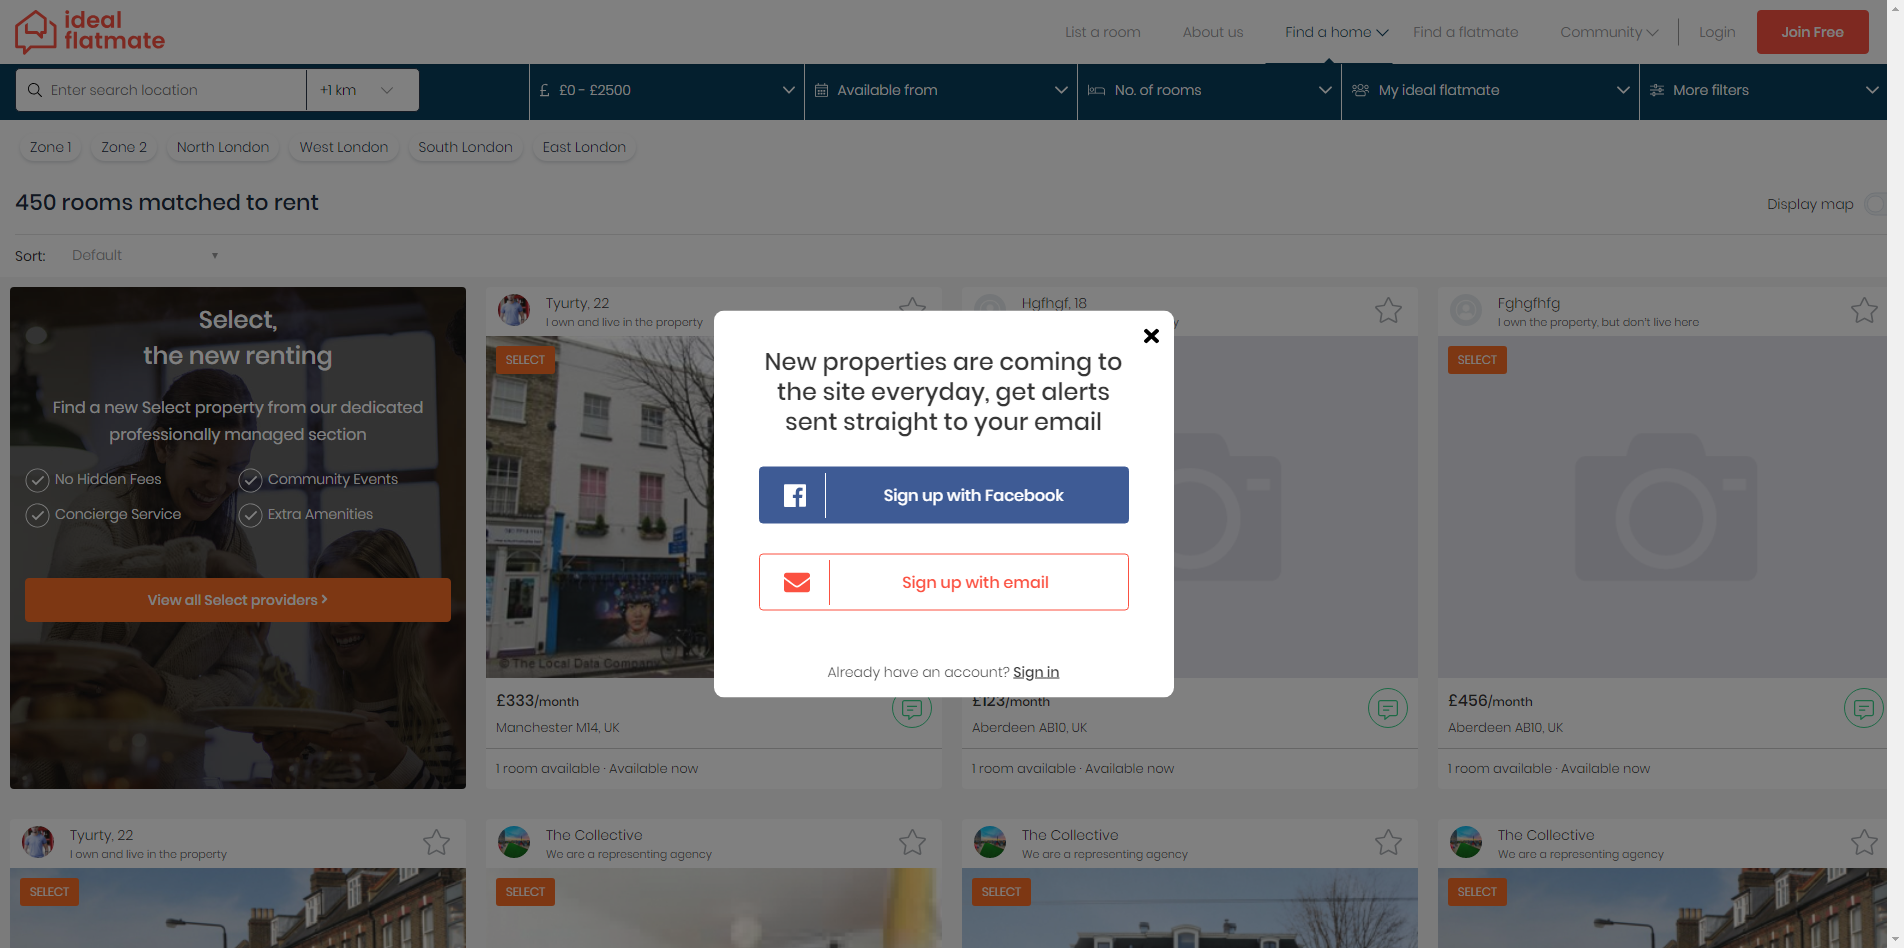 ideal
flatmate
List a room
About us
Find a home
Find a flatmate
Community
Login
Join Free
Enter search location
+1 km
£ £0 - £2500
Available from
No. of rooms
My ideal flatmate
More filters
Zone 1
Zone 2
North London
West London
South London
East London
450 rooms matched to rent
Display map
Sort:
Default
Select,
the new renting
Find a new Select property from our dedicated
professionally managed section
No Hidden Fees
Community Events
Concierge Service
Extra Amenities
View all Select providers
Tyurty, 22
I own and live in the property
SELECT
© The Local Data Company
£333/month
Manchester M14, UK
1 room available · Available now
Hgfhgf, 18
£123/month
Aberdeen AB10, UK
1 room available · Available now
Fghgfhfg
I own the property, but don't live here
SELECT
£456/month
Aberdeen AB10, UK
1 room available · Available now
New properties are coming to
the site everyday, get alerts
sent straight to your email
Sign up with Facebook
Sign up with email
Already have an account? Sign in
Tyurty, 22
I own and live in the property
SELECT
The Collective
We are a representing agency
SELECT
The Collective
We are a representing agency
SELECT
The Collective
We are a representing agency
SELECT